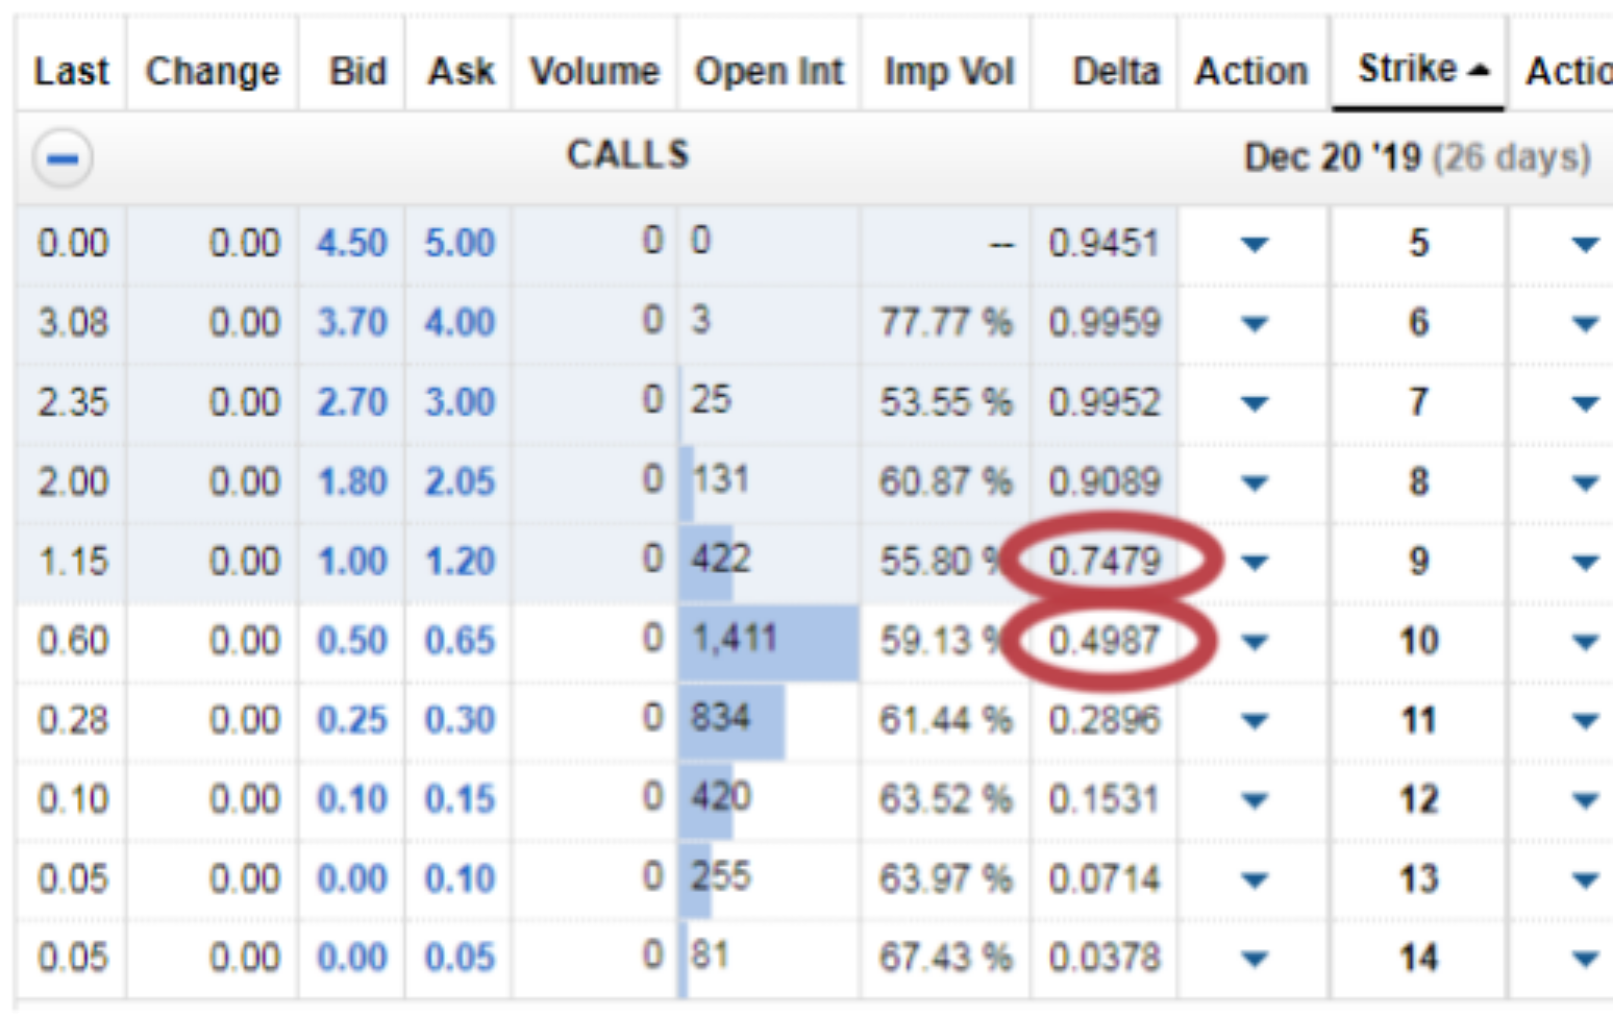 Last Change Bid Ask Volume Open Int Imp Vol Delta Action Strike Actio
CALLS Dec 20 '19 (26 days)
0.00 0.00 4.50 5.00 0 0 -- 0.9451 5
3.08 0.00 3.70 4.00 0 3 77.77 % 0.9959 6
2.35 0.00 2.70 3.00 0 25 53.55 % 0.9952 7
2.00 0.00 1.80 2.05 0 131 60.87 % 0.9089 8
1.15 0.00 1.00 1.20 0 422 55.80 % 0.7479 9
0.60 0.00 0.50 0.65 0 1,411 59.13 % 0.4987 10
0.28 0.00 0.25 0.30 0 834 61.44 % 0.2896 11
0.10 0.00 0.10 0.15 0 420 63.52 % 0.1531 12
0.05 0.00 0.00 0.10 0 255 63.97 % 0.0714 13
0.05 0.00 0.00 0.05 0 81 67.43 % 0.0378 14